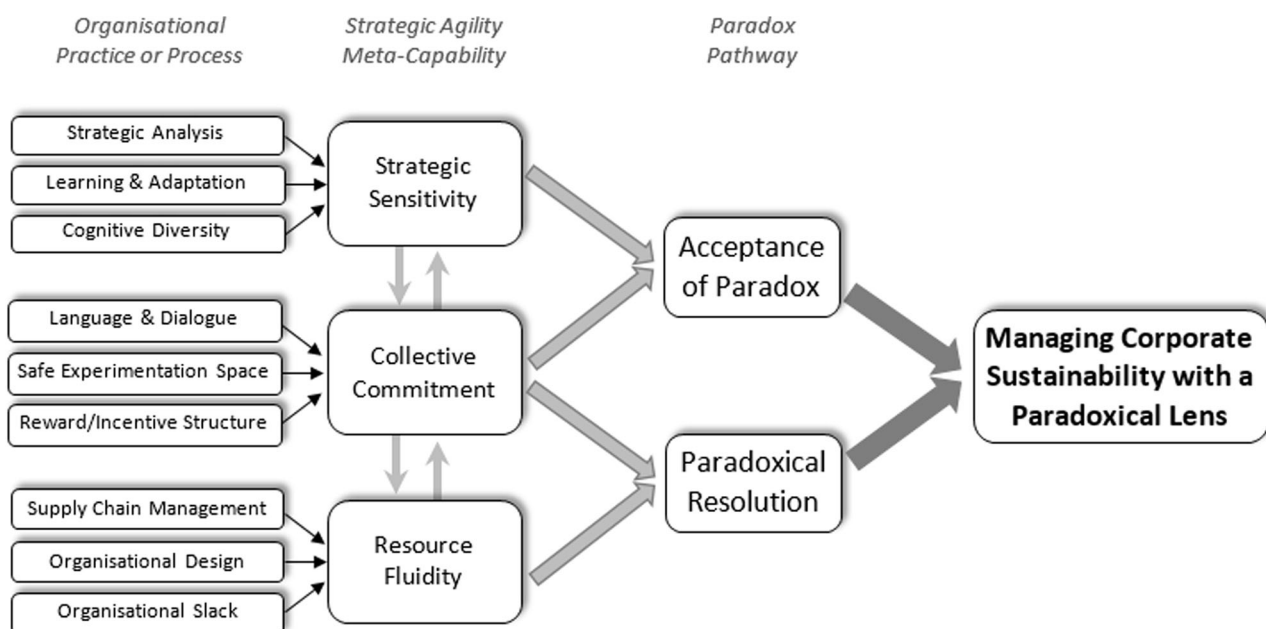 Organisational
Practice or Process
Strategic Agility
Meta-Capability
Paradox
Pathway
Strategic Analysis
Learning & Adaptation
Cognitive Diversity
Strategic
Sensitivity
Language & Dialogue
Safe Experimentation Space
Reward/Incentive Structure
Collective
Commitment
Supply Chain Management
Organisational Design
Organisational Slack
Resource
Fluidity
Acceptance
of Paradox
Paradoxical
Resolution
Managing Corporate
Sustainability with a
Paradoxical Lens